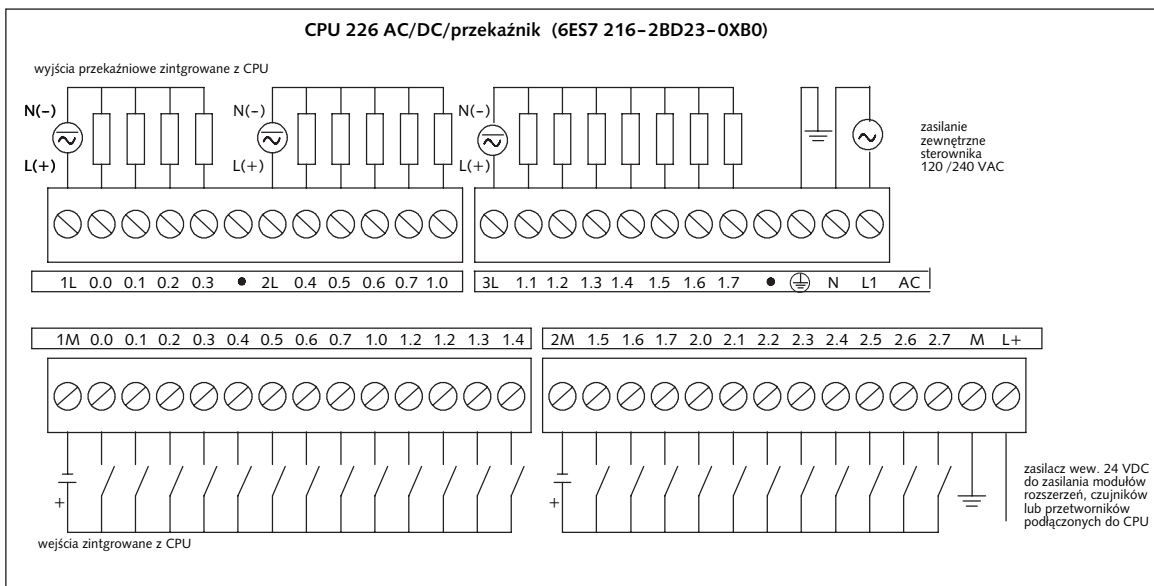 CPU 226 AC/DC/przekaźnik (6ES7 216-2BD23-0XB0)
wyjścia przekaźniowe zintgrowane z CPU
N(-) N(-) N(-)
L(+) L(+) L(+)
zasilanie
zewnętrzne
sterownika
120 /240 VAC
1L 0.0 0.1 0.2 0.3 • 2L 0.4 0.5 0.6 0.7 1.0 3L 1.1 1.2 1.3 1.4 1.5 1.6 1.7 • N L1 AC
1M 0.0 0.1 0.2 0.3 0.4 0.5 0.6 0.7 1.0 1.2 1.2 1.3 1.4 2M 1.5 1.6 1.7 2.0 2.1 2.2 2.3 2.4 2.5 2.6 2.7 M L+
+ +
zasilacz wew. 24 VDC
do zasilania modułów
rozszerzeń, czujników
lub przetworników
podłączonych do CPU
wejścia zintgrowane z CPU